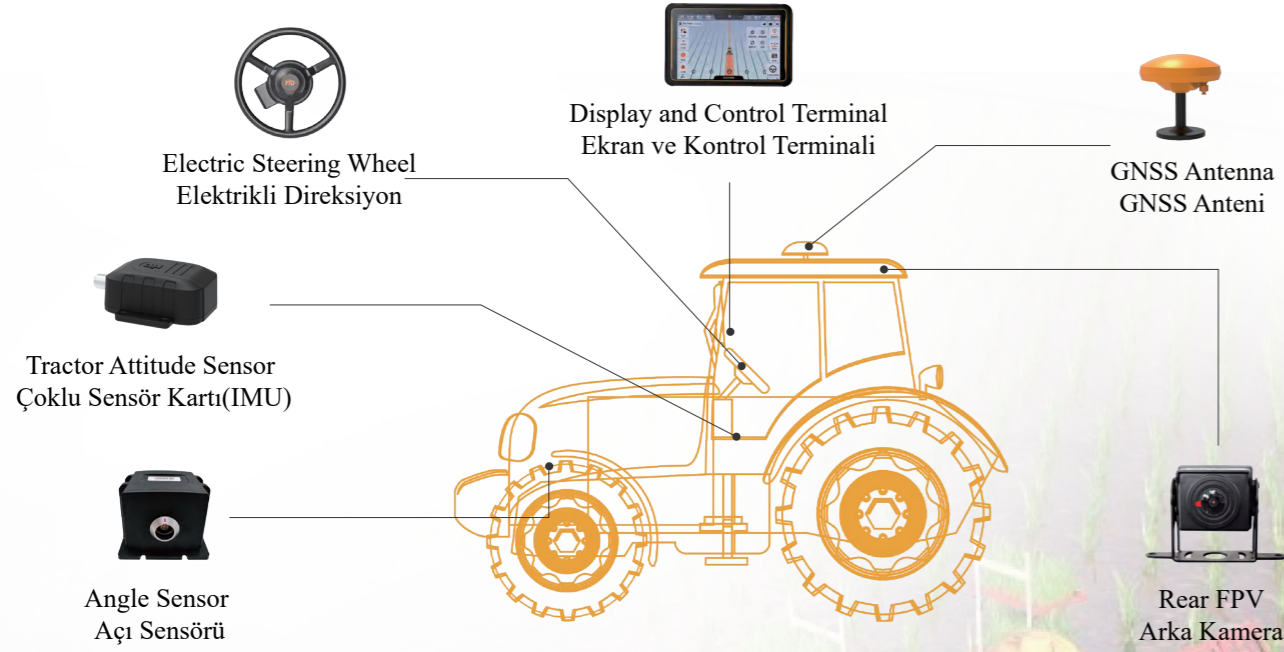 Display and Control Terminal
Ekran ve Kontrol Terminali
Electric Steering Wheel
Elektrikli Direksiyon
GNSS Antenna
GNSS Anteni
Tractor Attitude Sensor
Çoklu Sensör Kartı(IMU)
Angle Sensor
Açı Sensörü
Rear FPV
Arka Kamera